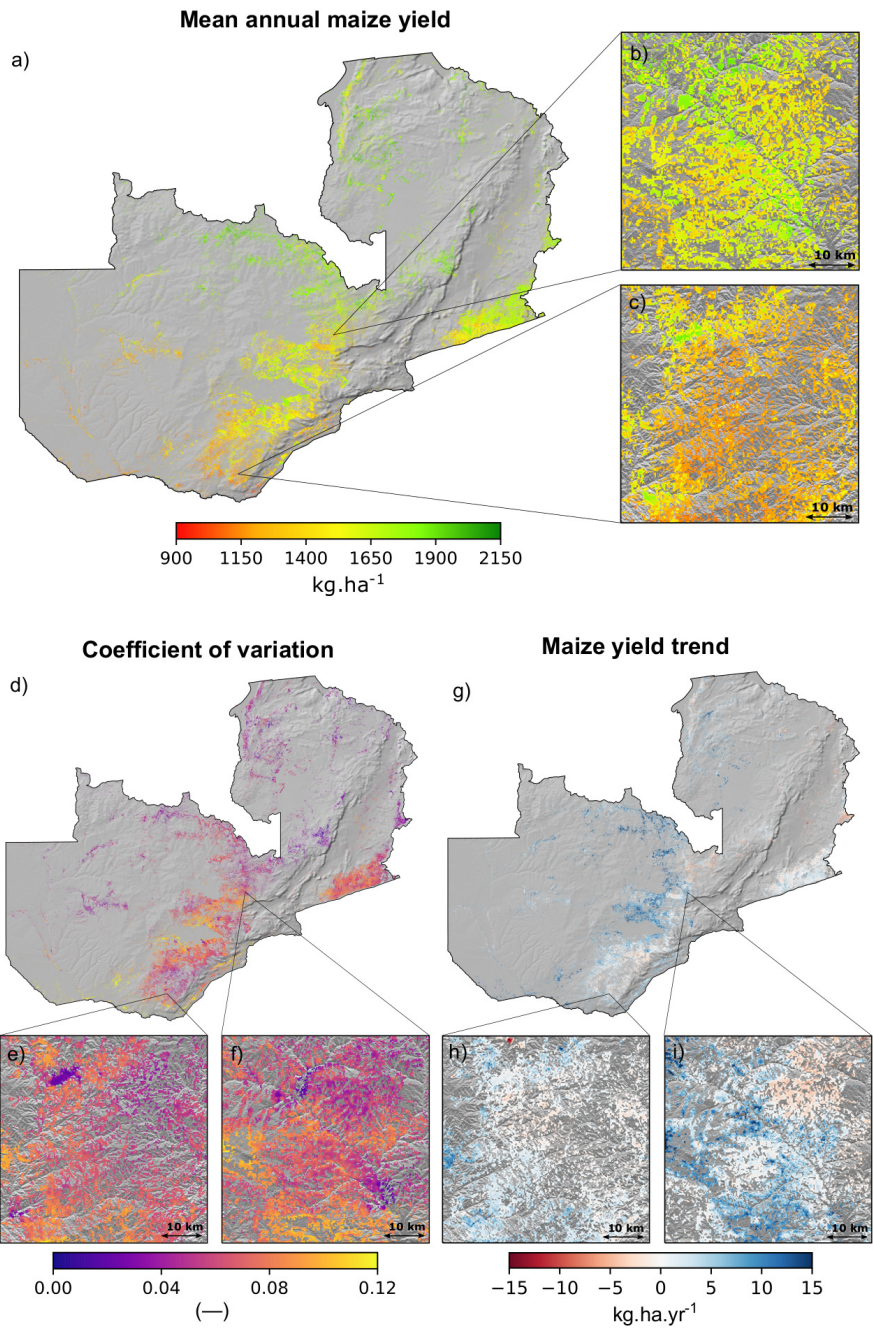 Mean annual maize yield
a)
b)
10 km
c)
10 km
900 1150 1400 1650 1900 2150
kg.ha⁻¹
Coefficient of variation
Maize yield trend
d)
g)
e)
f)
h)
i)
10 km
10 km
10 km
10 km
0.00 0.04 0.08 0.12
(—)
−15 −10 −5 0 5 10 15
kg.ha.yr⁻¹